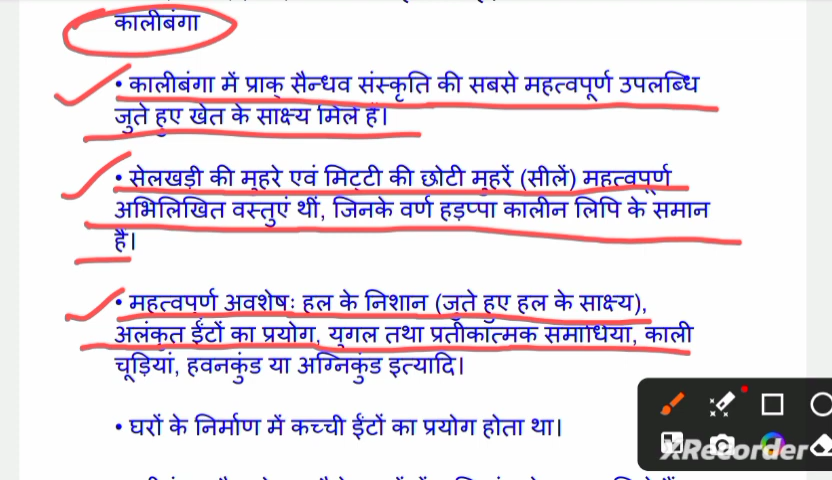 कालीबंगा
• कालीबंगा में प्राक् सैन्धव संस्कृति की सबसे महत्वपूर्ण उपलब्धि
जुते हुए खेत के साक्ष्य मिले हैं।
• सेलखड़ी की मुहरे एवं मिट्टी की छोटी मुहरें (सीलें) महत्वपूर्ण
अभिलिखित वस्तुएं थीं, जिनके वर्ण हड़प्पा कालीन लिपि के समान
है।
• महत्वपूर्ण अवशेषः हल के निशान (जुते हुए हल के साक्ष्य),
अलंकृत ईंटों का प्रयोग, युगल तथा प्रतीकात्मक समाधियां, काली
चूड़ियां, हवनकुंड या अग्निकुंड इत्यादि।
• घरों के निर्माण में कच्ची ईंटों का प्रयोग होता था।
XRecorder